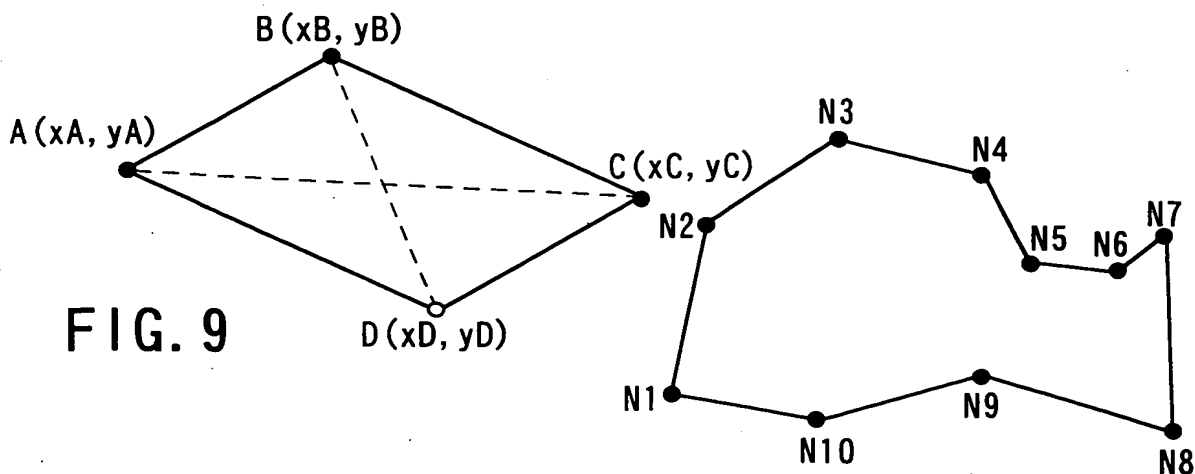 B(xB, yB)
A(xA, yA)
C(xC, yC)
D(xD, yD)
FIG. 9
N3
N4
N2
N7
N5
N6
N1
N9
N10
N8